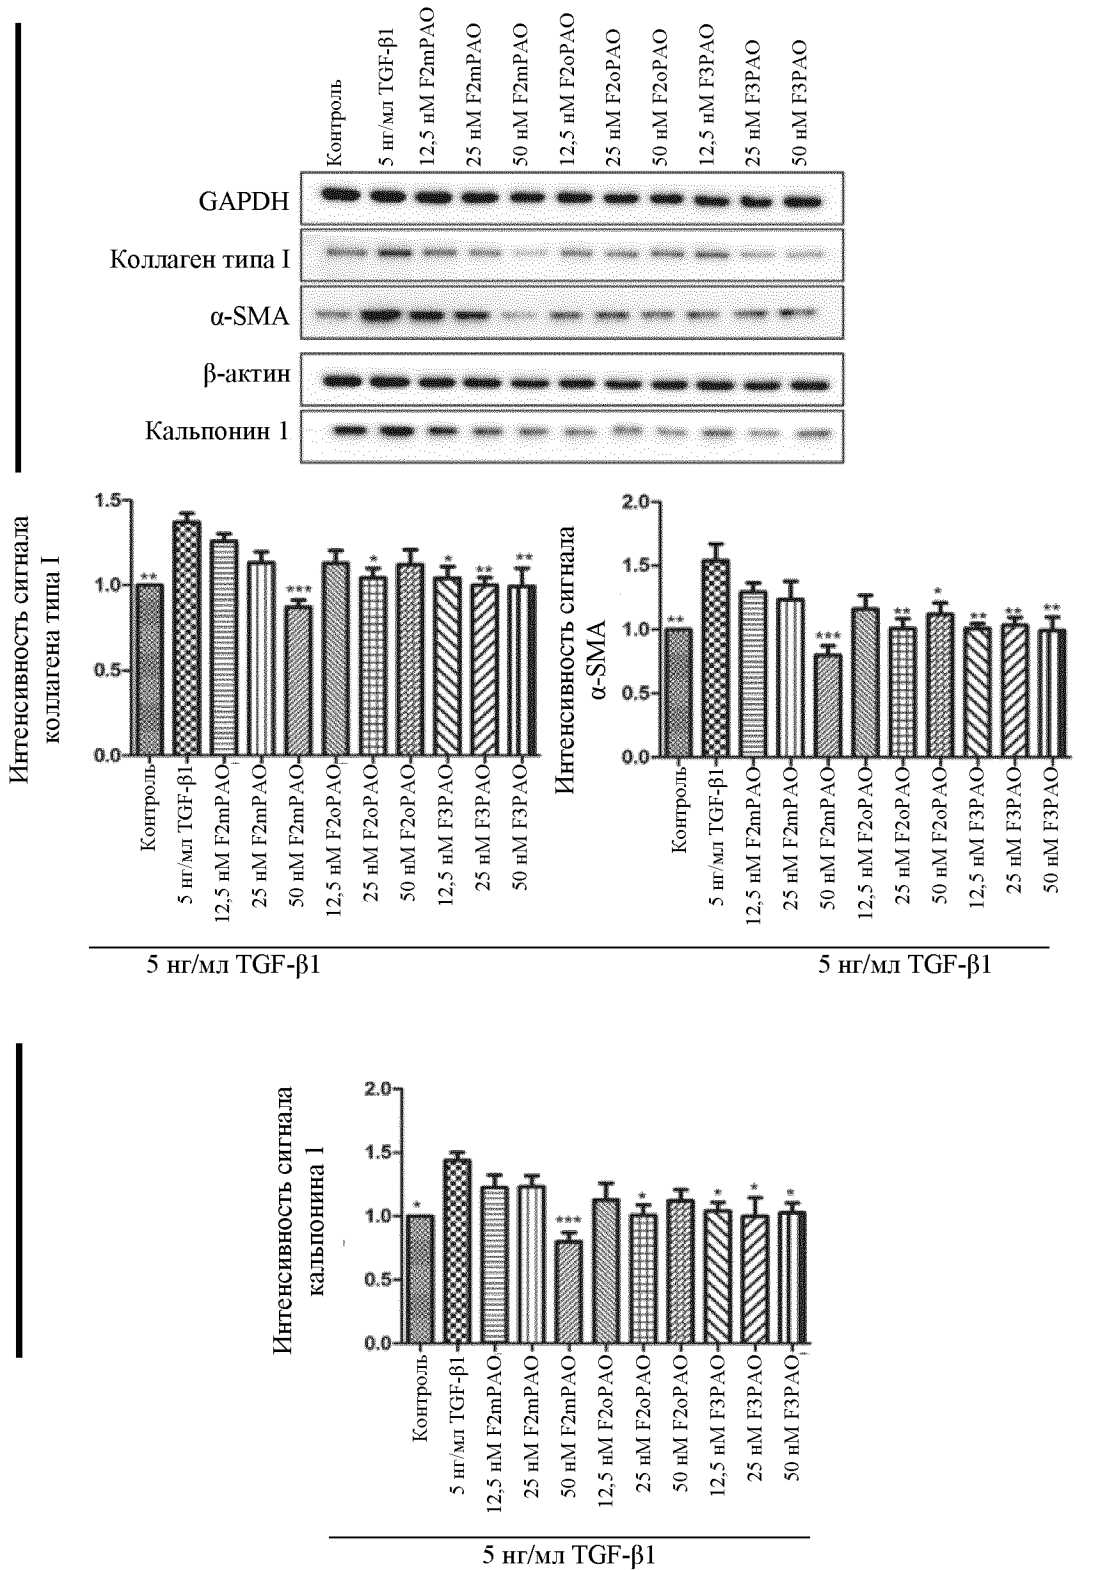 Контроль
5 нг/мл TGF-β1
12,5 нМ F2mPAO
25 нМ F2mPAO
50 нМ F2mPAO
12,5 нМ F2oPAO
25 нМ F2oPAO
50 нМ F2oPAO
12,5 нМ F3PAO
25 нМ F3PAO
50 нМ F3PAO
GAPDH
Коллаген типа I
α-SMA
β-актин
Кальпонин 1
Интенсивность сигнала
коллагена типа I
1.5
1.0
0.5
0.0
**
***
*
*
**
**
Контроль
5 нг/мл TGF-β1
12,5 нМ F2mPAO
25 нМ F2mPAO
50 нМ F2mPAO
12,5 нМ F2oPAO
25 нМ F2oPAO
50 нМ F2oPAO
12,5 нМ F3PAO
25 нМ F3PAO
50 нМ F3PAO
5 нг/мл TGF-β1
Интенсивность сигнала
α-SMA
2.0
1.5
1.0
0.5
0.0
**
***
**
*
**
**
**
Контроль
5 нг/мл TGF-β1
12,5 нМ F2mPAO
25 нМ F2mPAO
50 нМ F2mPAO
12,5 нМ F2oPAO
25 нМ F2oPAO
50 нМ F2oPAO
12,5 нМ F3PAO
25 нМ F3PAO
50 нМ F3PAO
5 нг/мл TGF-β1
Интенсивность сигнала
кальпонина 1
2.0
1.5
1.0
0.5
0.0
*
***
*
*
*
*
Контроль
5 нг/мл TGF-β1
12,5 нМ F2mPAO
25 нМ F2mPAO
50 нМ F2mPAO
12,5 нМ F2oPAO
25 нМ F2oPAO
50 нМ F2oPAO
12,5 нМ F3PAO
25 нМ F3PAO
50 нМ F3PAO
5 нг/мл TGF-β1